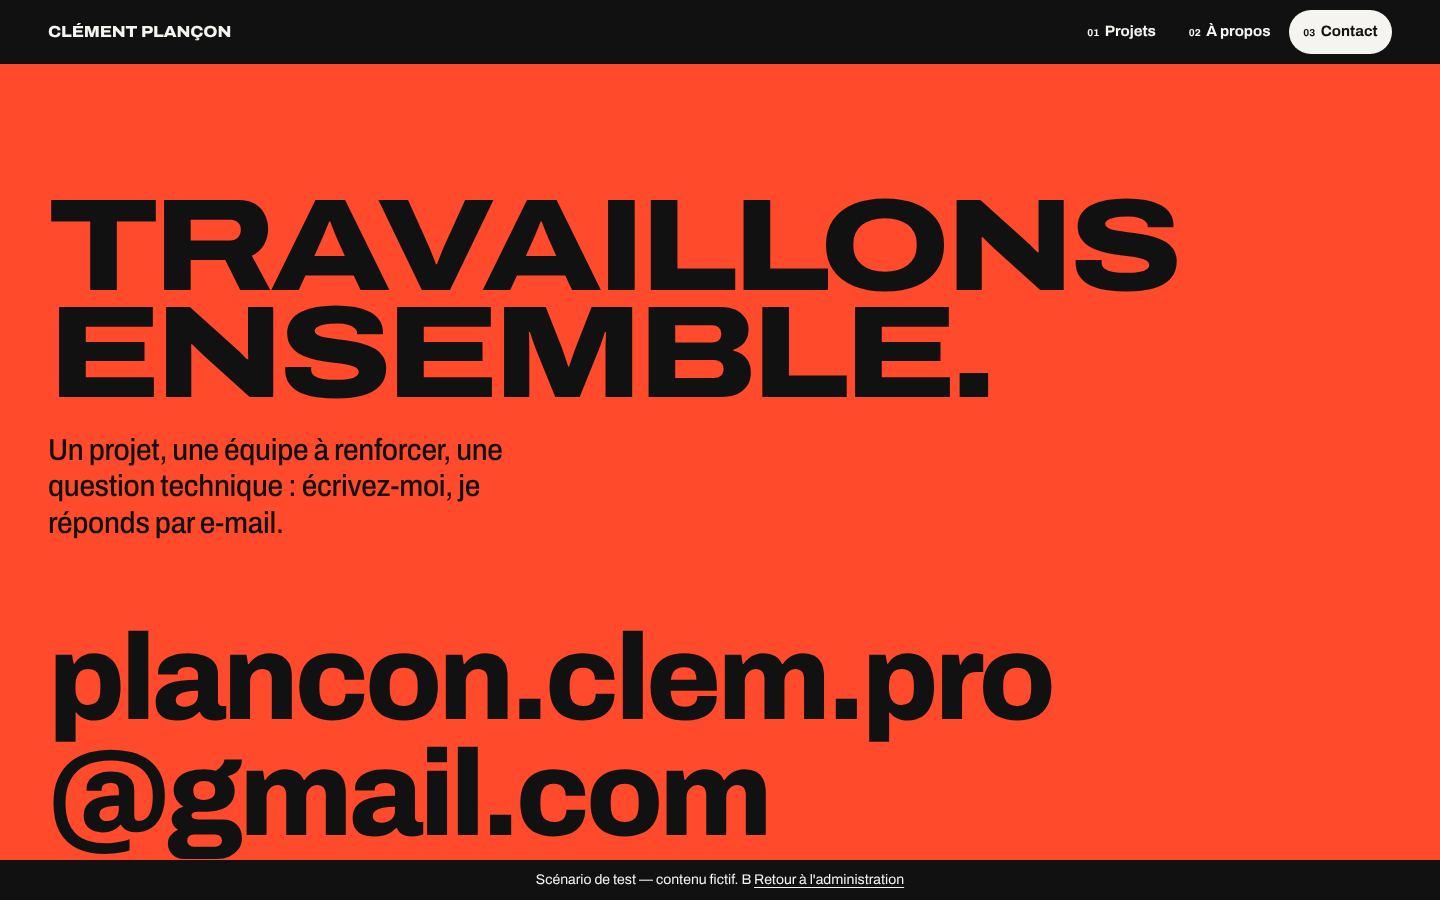 CLÉMENT PLANÇON
01 Projets
02 À propos
03 Contact
TRAVAILLONS
ENSEMBLE.
Un projet, une équipe à renforcer, une
question technique : écrivez-moi, je
réponds par e-mail.
plancon.clem.pro
@gmail.com
Scénario de test — contenu fictif. B Retour à l'administration